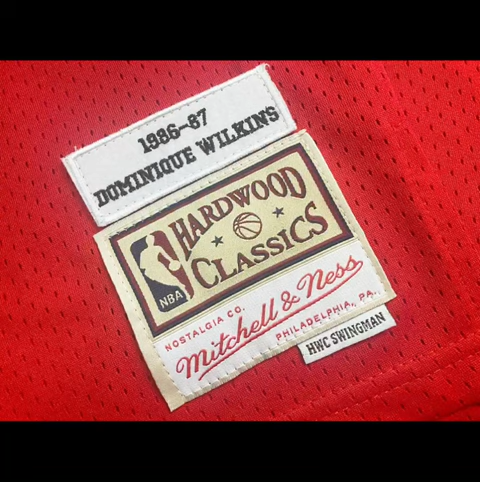 1986-87
DOMINIQUE WILKINS
HARDWOOD
CLASSICS
NBA
NOSTALGIA CO.
Mitchell & Ness
PHILADELPHIA, PA.
HWC SWINGMAN